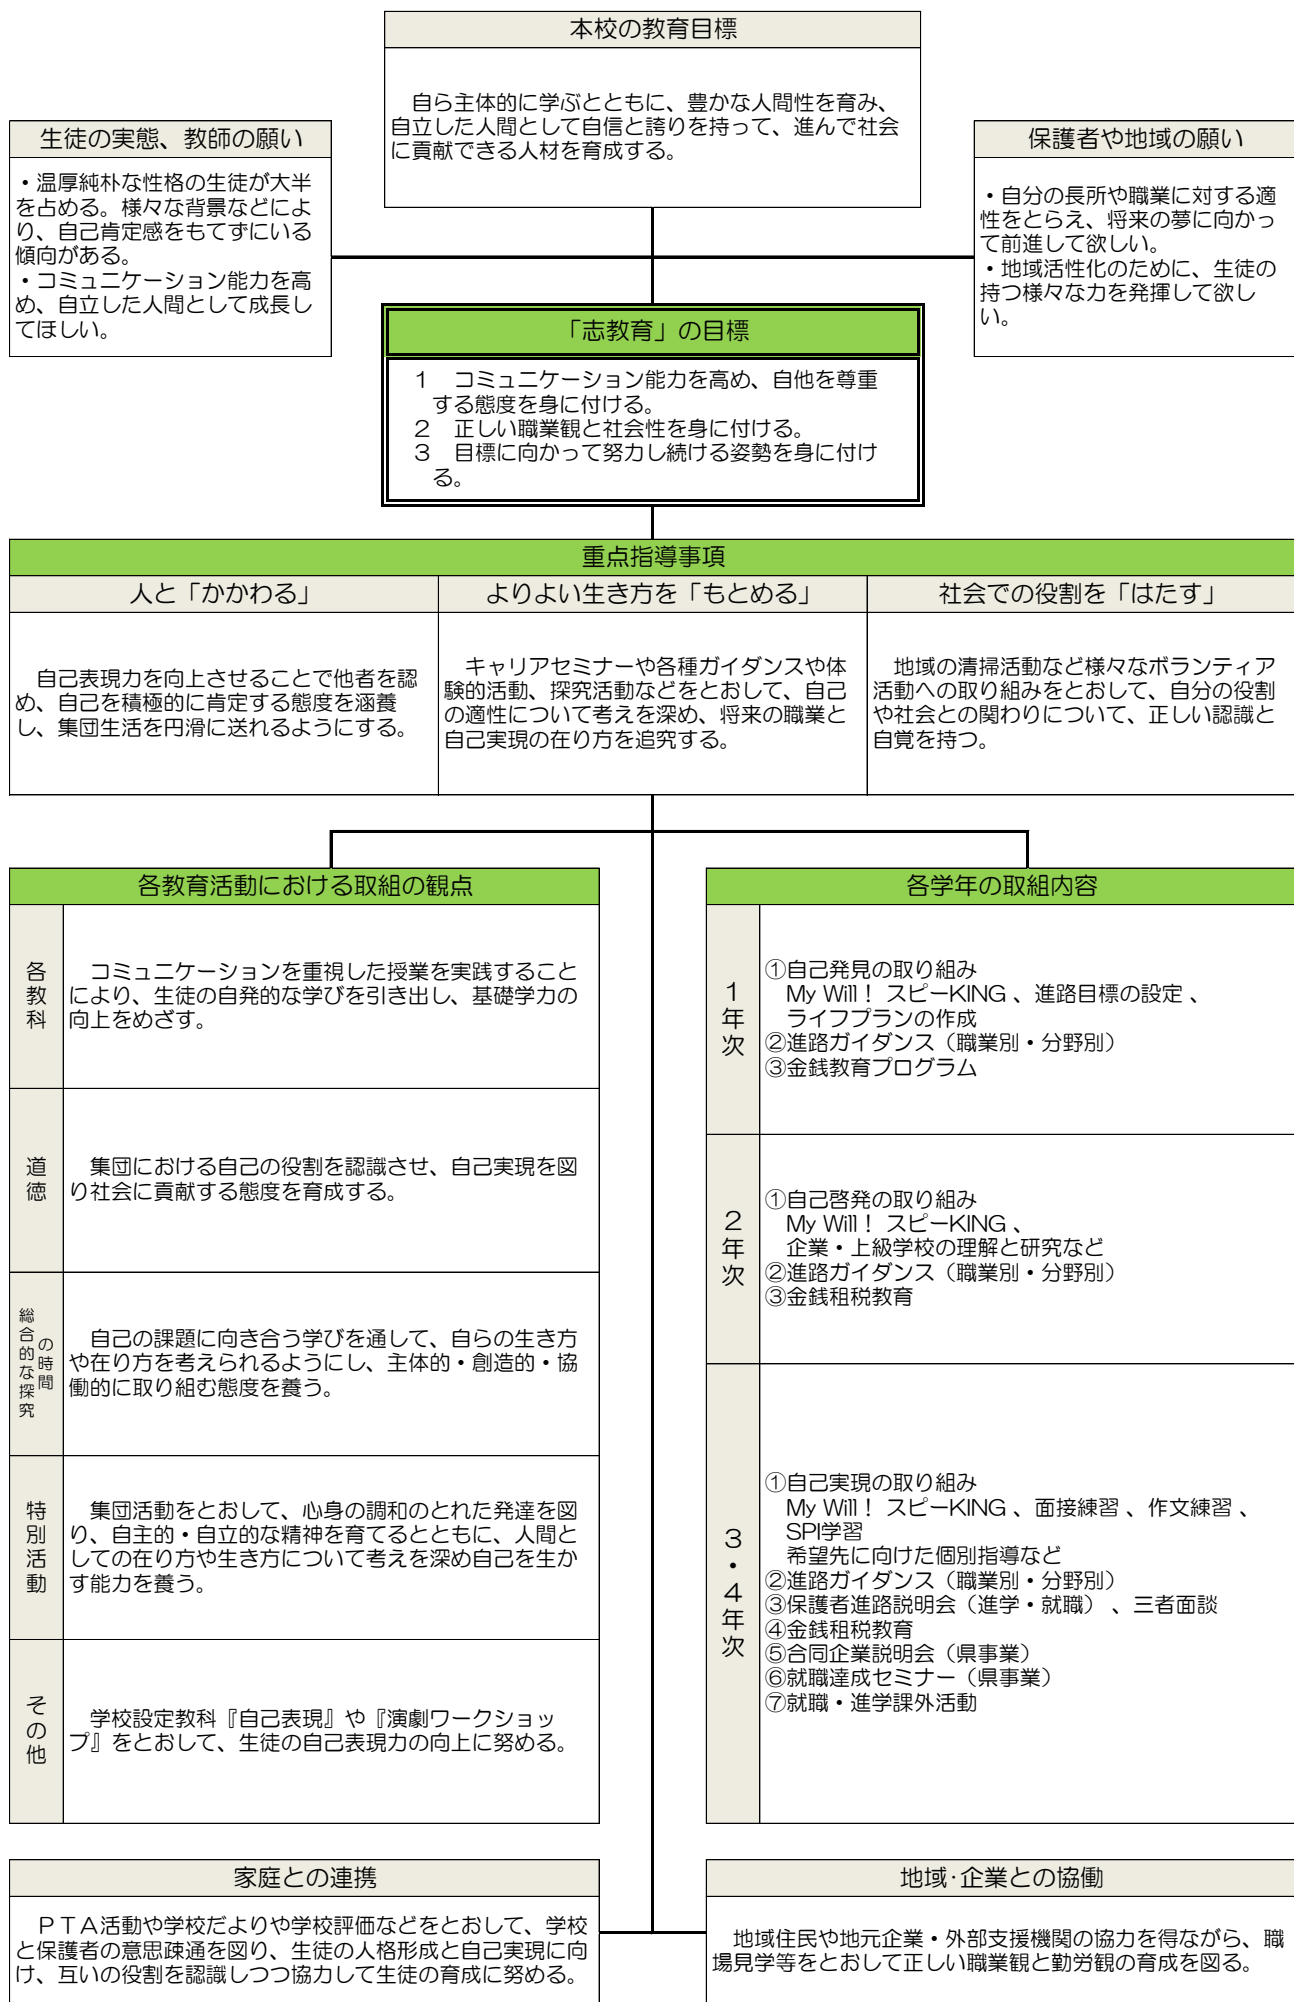 本校の教育目標
　自ら主体的に学ぶとともに、豊かな人間性を育み、
自立した人間として自信と誇りを持って、進んで社会
に貢献できる人材を育成する。
生徒の実態、教師の願い
・温厚純朴な性格の生徒が大半
を占める。様々な背景などによ
り、自己肯定感をもてずにいる
傾向がある。
・コミュニケーション能力を高
め、自立した人間として成長し
てほしい。
保護者や地域の願い
・自分の長所や職業に対する適
性をとらえ、将来の夢に向かっ
て前進して欲しい。
・地域活性化のために、生徒の
持つ様々な力を発揮して欲し
い。
「志教育」の目標
１　コミュニケーション能力を高め、自他を尊重
する態度を身に付ける。
２　正しい職業観と社会性を身に付ける。
３　目標に向かって努力し続ける姿勢を身に付け
る。
重点指導事項
人と「かかわる」
　自己表現力を向上させることで他者を認
め、自己を積極的に肯定する態度を涵養
し、集団生活を円滑に送れるようにする。
よりよい生き方を「もとめる」
　キャリアセミナーや各種ガイダンスや体
験的活動、探究活動などをとおして、自己
の適性について考えを深め、将来の職業と
自己実現の在り方を追究する。
社会での役割を「はたす」
　地域の清掃活動など様々なボランティア
活動への取り組みをとおして、自分の役割
や社会との関わりについて、正しい認識と
自覚を持つ。
各教育活動における取組の観点
各教科
　コミュニケーションを重視した授業を実践すること
により、生徒の自発的な学びを引き出し、基礎学力の
向上をめざす。
道徳
　集団における自己の役割を認識させ、自己実現を図
り社会に貢献する態度を育成する。
総合的な探究
の時間
　自己の課題に向き合う学びを通して、自らの生き方
や在り方を考えられるようにし、主体的・創造的・協
働的に取り組む態度を養う。
特別活動
　集団活動をとおして、心身の調和のとれた発達を図
り、自主的・自立的な精神を育てるとともに、人間と
しての在り方や生き方について考えを深め自己を生か
す能力を養う。
その他
　学校設定教科『自己表現』や『演劇ワークショッ
プ』をとおして、生徒の自己表現力の向上に努める。
各学年の取組内容
１年次
①自己発見の取り組み
　My Will！ スピーKING 、進路目標の設定 、
　ライフプランの作成
②進路ガイダンス（職業別・分野別）
③金銭教育プログラム
２年次
①自己啓発の取り組み
　My Will！ スピーKING 、
　企業・上級学校の理解と研究など
②進路ガイダンス（職業別・分野別）
③金銭租税教育
３・４年次
①自己実現の取り組み
　My Will！ スピーKING 、面接練習 、作文練習 、
　SPI学習
　希望先に向けた個別指導など
②進路ガイダンス（職業別・分野別）
③保護者進路説明会（進学・就職） 、三者面談
④金銭租税教育
⑤合同企業説明会（県事業）
⑥就職達成セミナー（県事業）
⑦就職・進学課外活動
家庭との連携
　ＰＴＡ活動や学校だよりや学校評価などをとおして、学校
と保護者の意思疎通を図り、生徒の人格形成と自己実現に向
け、互いの役割を認識しつつ協力して生徒の育成に努める。
地域・企業との協働
　地域住民や地元企業・外部支援機関の協力を得ながら、職
場見学等をとおして正しい職業観と勤労観の育成を図る。